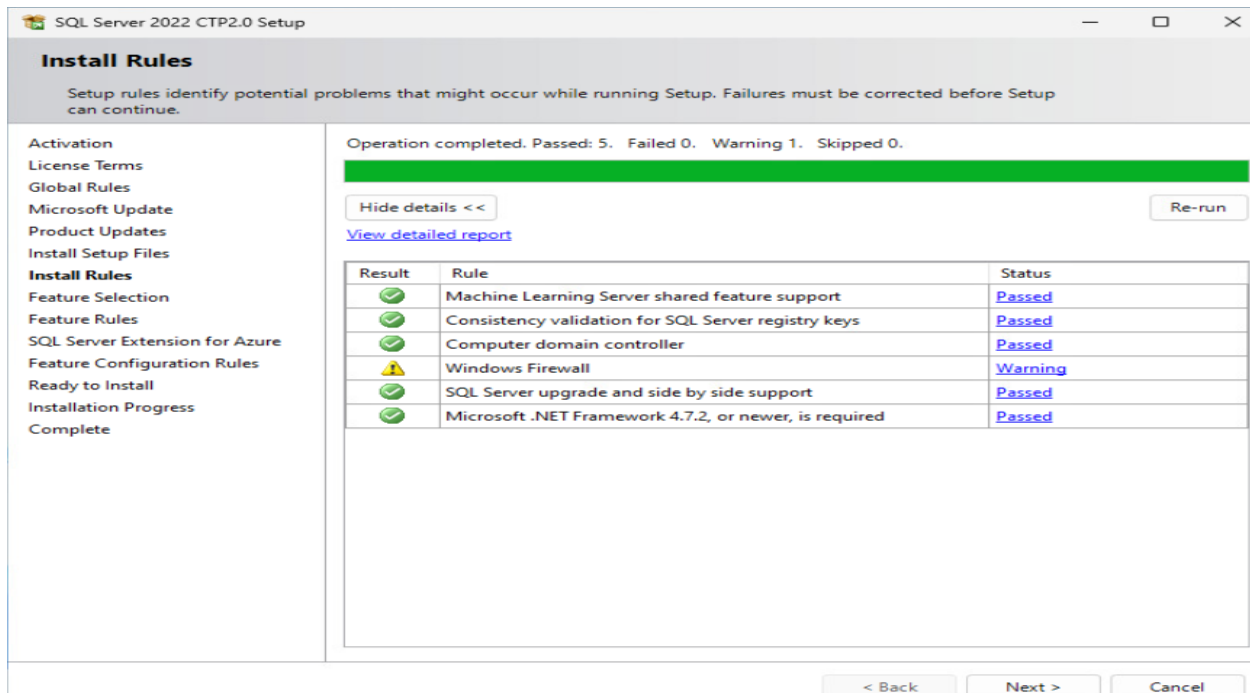 SQL Server 2022 CTP2.0 Setup
Install Rules
Setup rules identify potential problems that might occur while running Setup. Failures must be corrected before Setup
can continue.
Activation
License Terms
Global Rules
Microsoft Update
Product Updates
Install Setup Files
Install Rules
Feature Selection
Feature Rules
SQL Server Extension for Azure
Feature Configuration Rules
Ready to Install
Installation Progress
Complete
Operation completed. Passed: 5. Failed 0. Warning 1. Skipped 0.
Hide details <<
Re-run
View detailed report
Result Rule Status
Machine Learning Server shared feature support Passed
Consistency validation for SQL Server registry keys Passed
Computer domain controller Passed
Windows Firewall Warning
SQL Server upgrade and side by side support Passed
Microsoft .NET Framework 4.7.2, or newer, is required Passed
< Back Next > Cancel